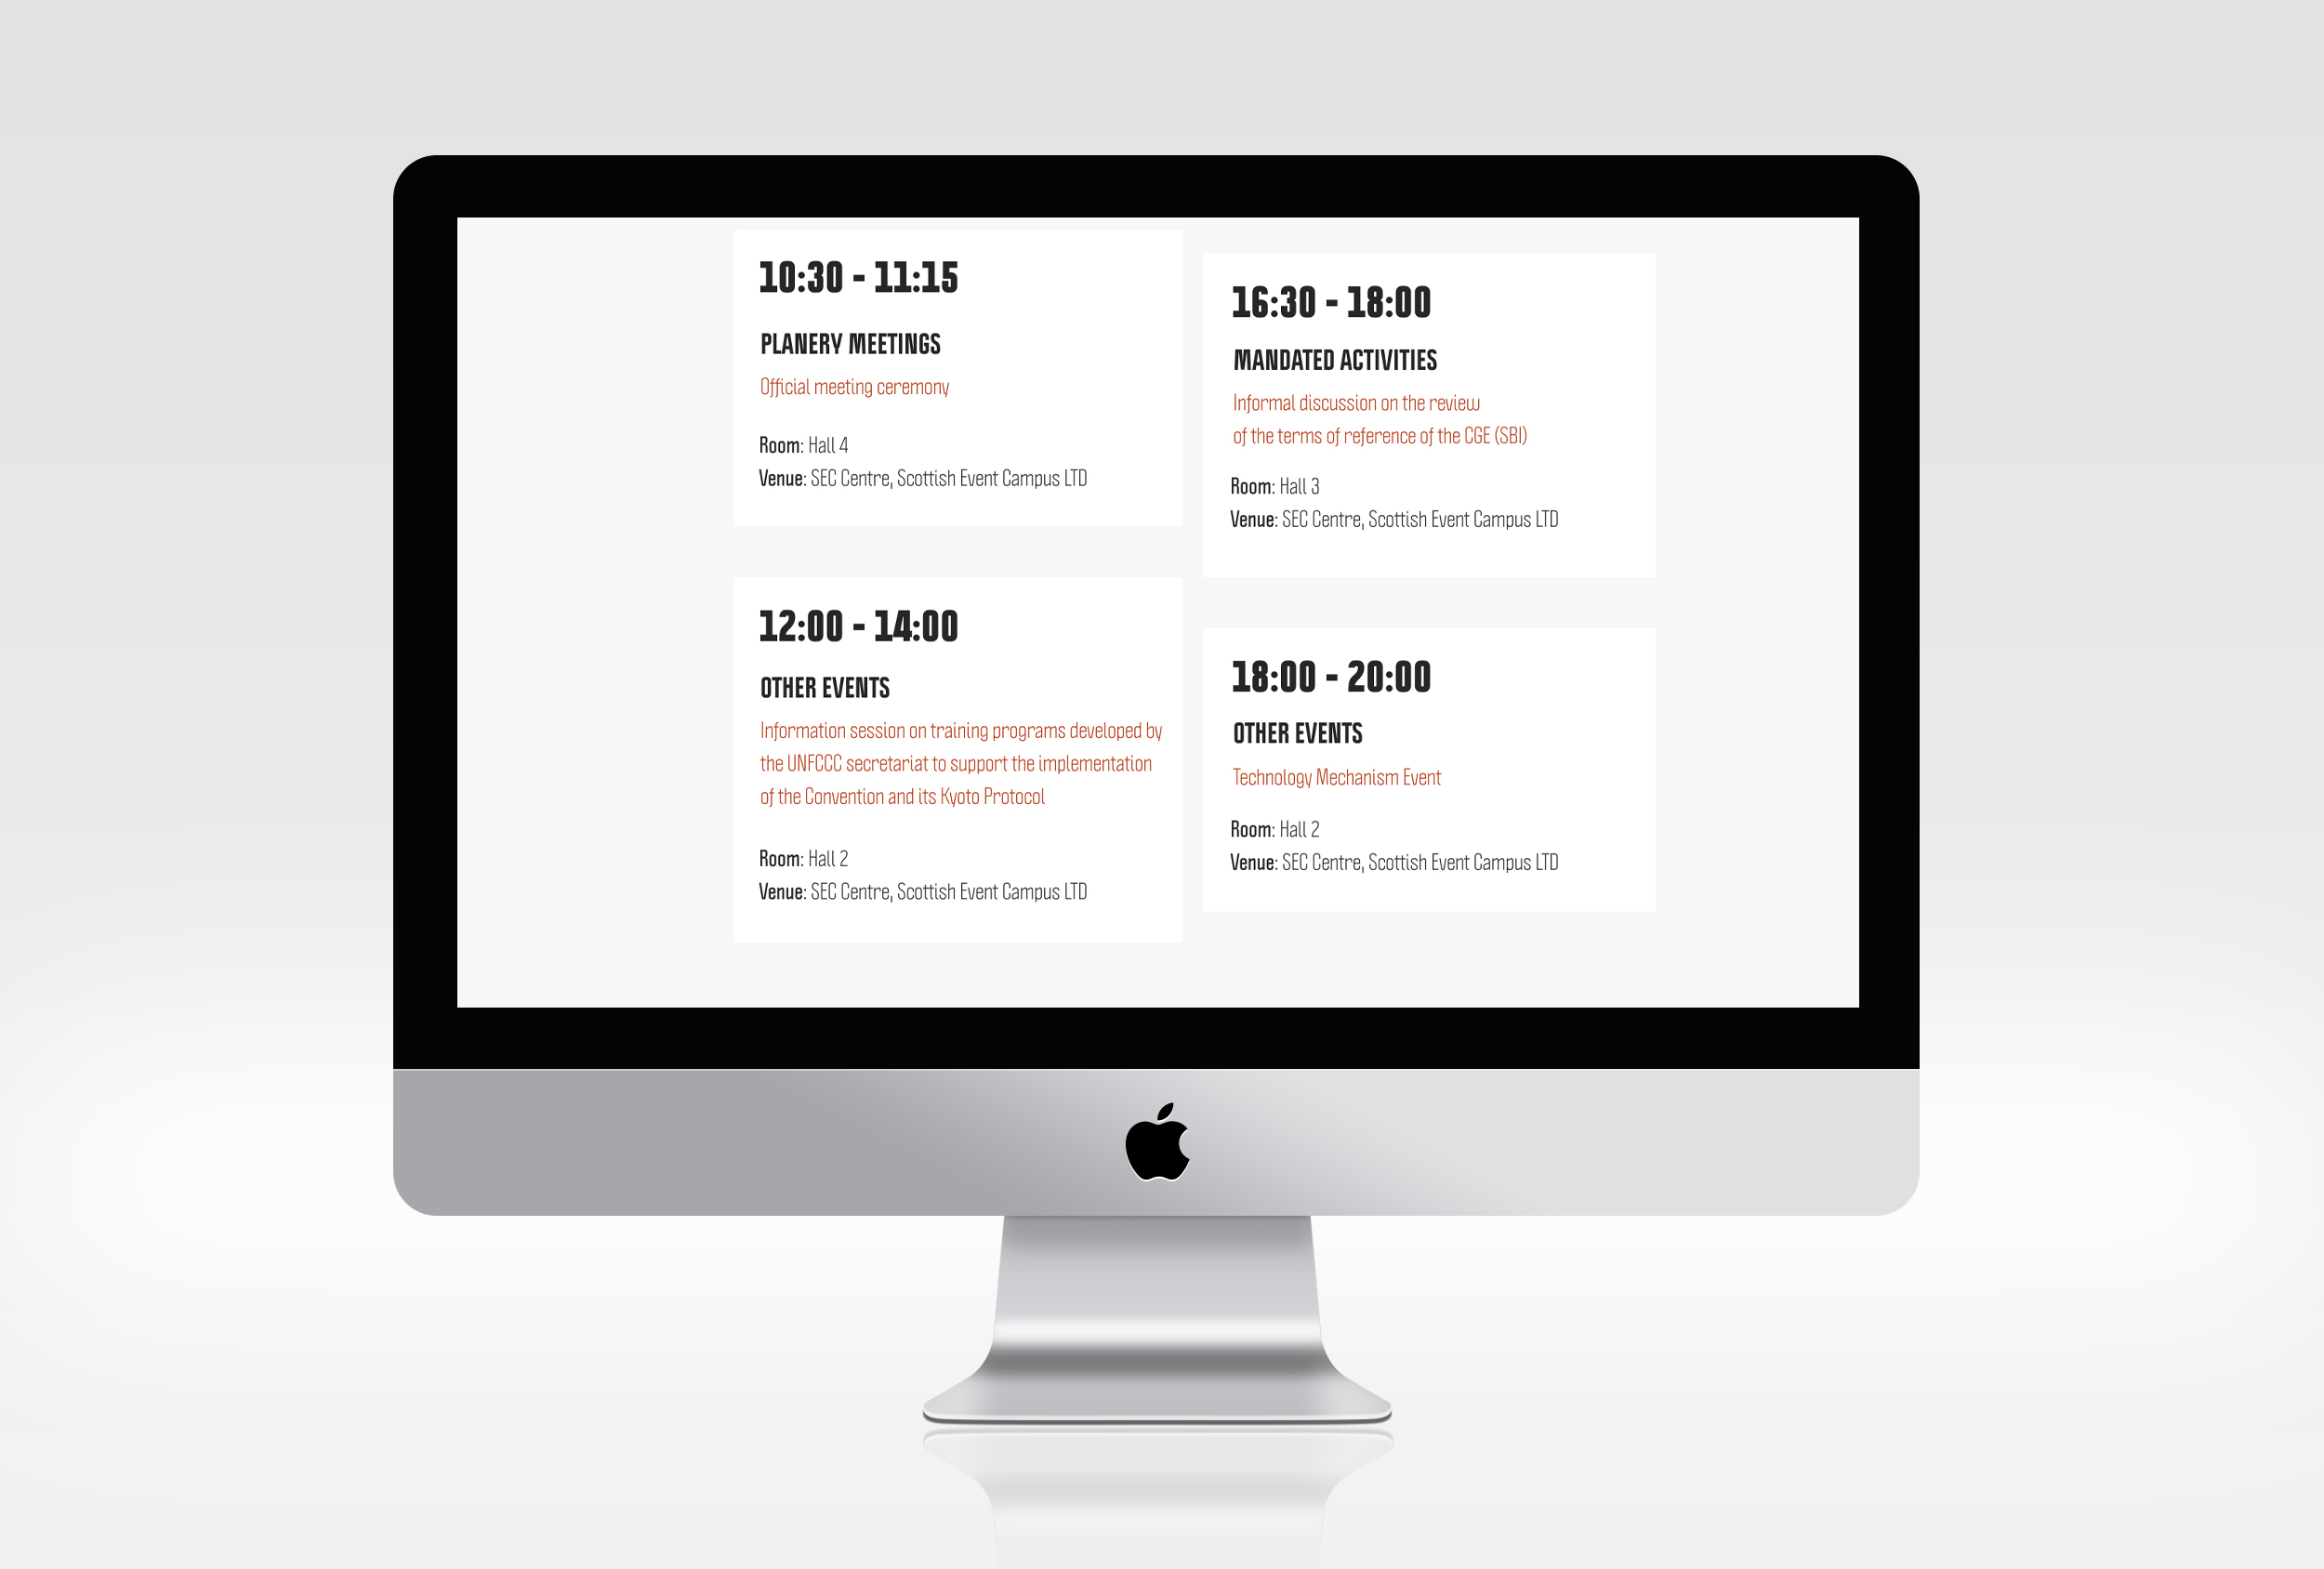 10:30 - 11:15
PLANERY MEETINGS
Official meeting ceremony
Room: Hall 4
Venue: SEC Centre, Scottish Event Campus LTD
12:00 - 14:00
OTHER EVENTS
Information session on training programs developed by
the UNFCCC secretariat to support the implementation
of the Convention and its Kyoto Protocol
Room: Hall 2
Venue: SEC Centre, Scottish Event Campus LTD
16:30 - 18:00
MANDATED ACTIVITIES
Informal discussion on the review
of the terms of reference of the CGE (SBI)
Room: Hall 3
Venue: SEC Centre, Scottish Event Campus LTD
18:00 - 20:00
OTHER EVENTS
Technology Mechanism Event
Room: Hall 2
Venue: SEC Centre, Scottish Event Campus LTD